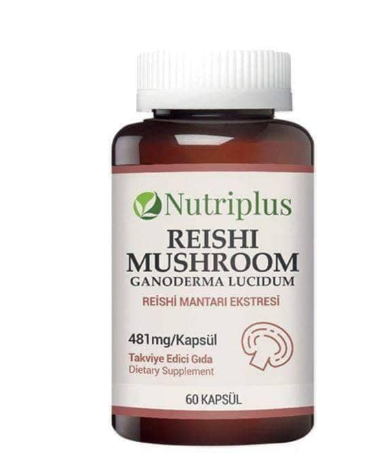 Nutriplus
REISHI
MUSHROOM
GANODERMA LUCIDUM
REISHİ MANTARI EKSTRESİ
481mg/Kapsül
Takviye Edici Gıda
Dietary Supplement
60 KAPSÜL